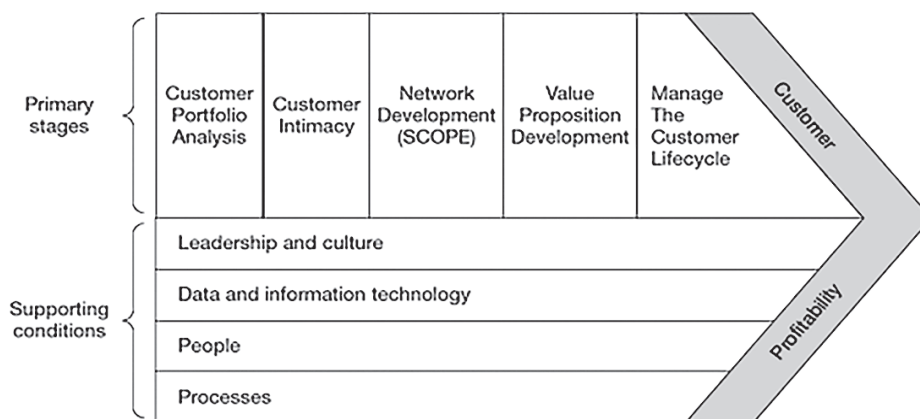 Primary
stages
Customer
Portfolio
Analysis
Customer
Intimacy
Network
Development
(SCOPE)
Value
Proposition
Development
Manage
The
Customer
Lifecycle
Customer
Supporting
conditions
Leadership and culture
Data and information technology
People
Processes
Profitability